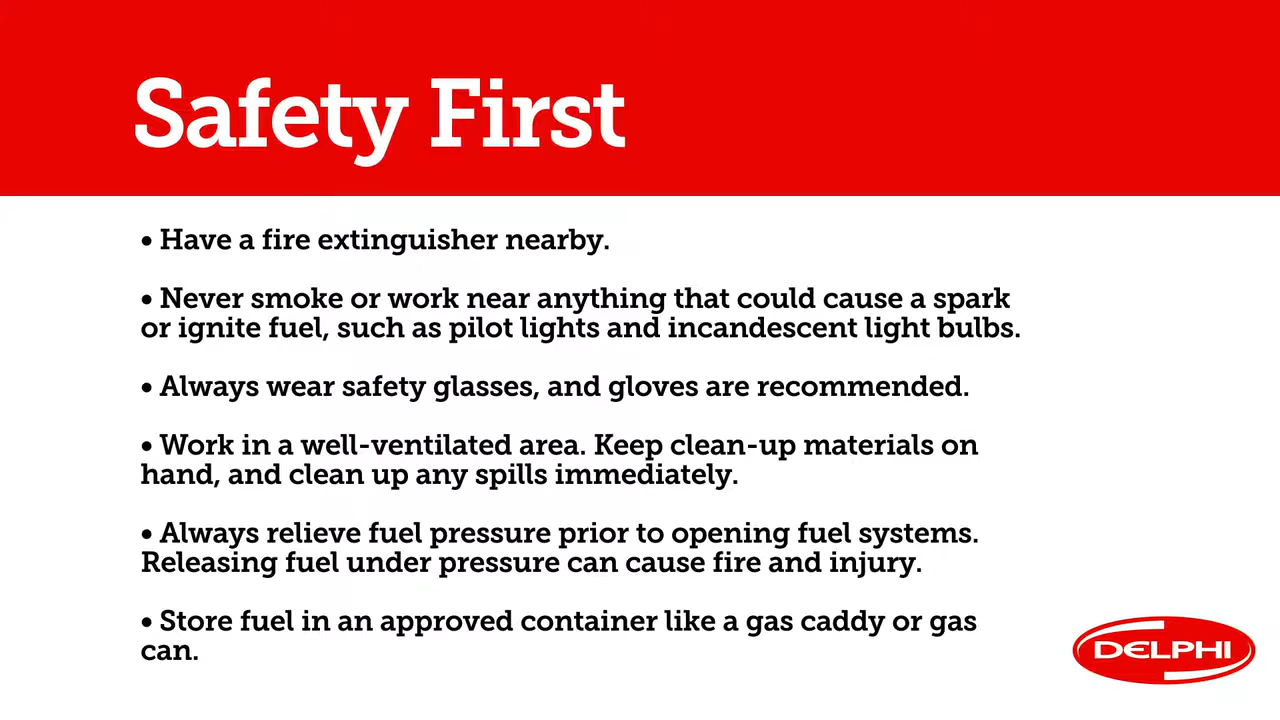 Safety First
• Have a fire extinguisher nearby.
• Never smoke or work near anything that could cause a spark
or ignite fuel, such as pilot lights and incandescent light bulbs.
• Always wear safety glasses, and gloves are recommended.
• Work in a well-ventilated area. Keep clean-up materials on
hand, and clean up any spills immediately.
• Always relieve fuel pressure prior to opening fuel systems.
Releasing fuel under pressure can cause fire and injury.
• Store fuel in an approved container like a gas caddy or gas
can.
DELPHI